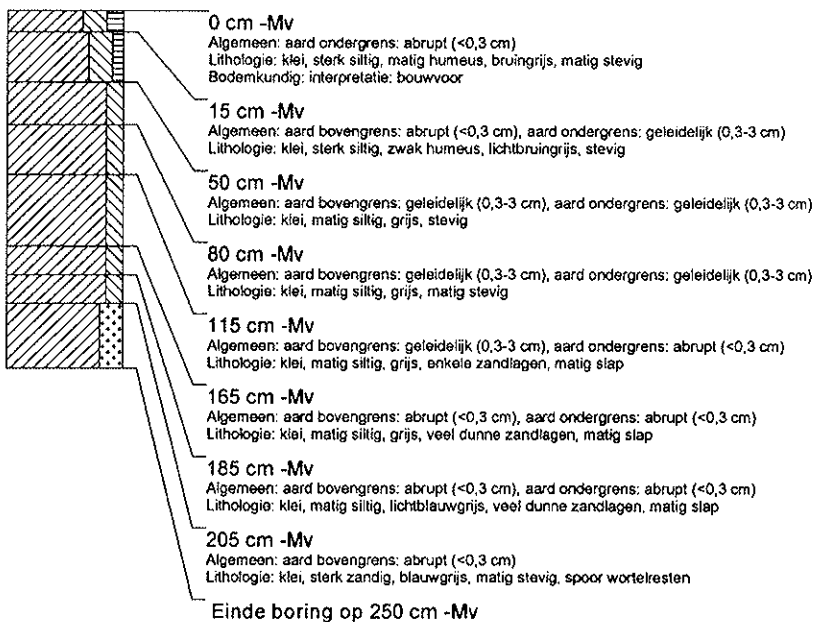 0 cm -Mv
Algemeen: aard ondergrens: abrupt (<0,3 cm)
Lithologie: klei, sterk siltig, matig humeus, bruingrijs, matig stevig
Bodemkundig: interpretatie: bouwvoor
15 cm -Mv
Algemeen: aard bovengrens: abrupt (<0,3 cm), aard ondergrens: geleidelijk (0,3-3 cm)
Lithologie: klei, sterk siltig, zwak humeus, lichtbruingrijs, stevig
50 cm -Mv
Algemeen: aard bovengrens: geleidelijk (0,3-3 cm), aard ondergrens: geleidelijk (0,3-3 cm)
Lithologie: klei, matig siltig, grijs, stevig
80 cm -Mv
Algemeen: aard bovengrens: geleidelijk (0,3-3 cm), aard ondergrens: geleidelijk (0,3-3 cm)
Lithologie: klei, matig siltig, grijs, matig stevig
115 cm -Mv
Algemeen: aard bovengrens: geleidelijk (0,3-3 cm), aard ondergrens: abrupt (<0,3 cm)
Lithologie: klei, matig siltig, grijs, enkele zandlagen, matig slap
165 cm -Mv
Algemeen: aard bovengrens: abrupt (<0,3 cm), aard ondergrens: abrupt (<0,3 cm)
Lithologie: klei, matig siltig, grijs, veel dunne zandlagen, matig slap
185 cm -Mv
Algemeen: aard bovengrens: abrupt (<0,3 cm), aard ondergrens: abrupt (<0,3 cm)
Lithologie: klei, matig siltig, lichtblauwgrijs, veel dunne zandlagen, matig slap
205 cm -Mv
Algemeen: aard bovengrens: abrupt (<0,3 cm)
Lithologie: klei, sterk zandig, blauwgrijs, matig stevig, spoor wortelresten
Einde boring op 250 cm -Mv